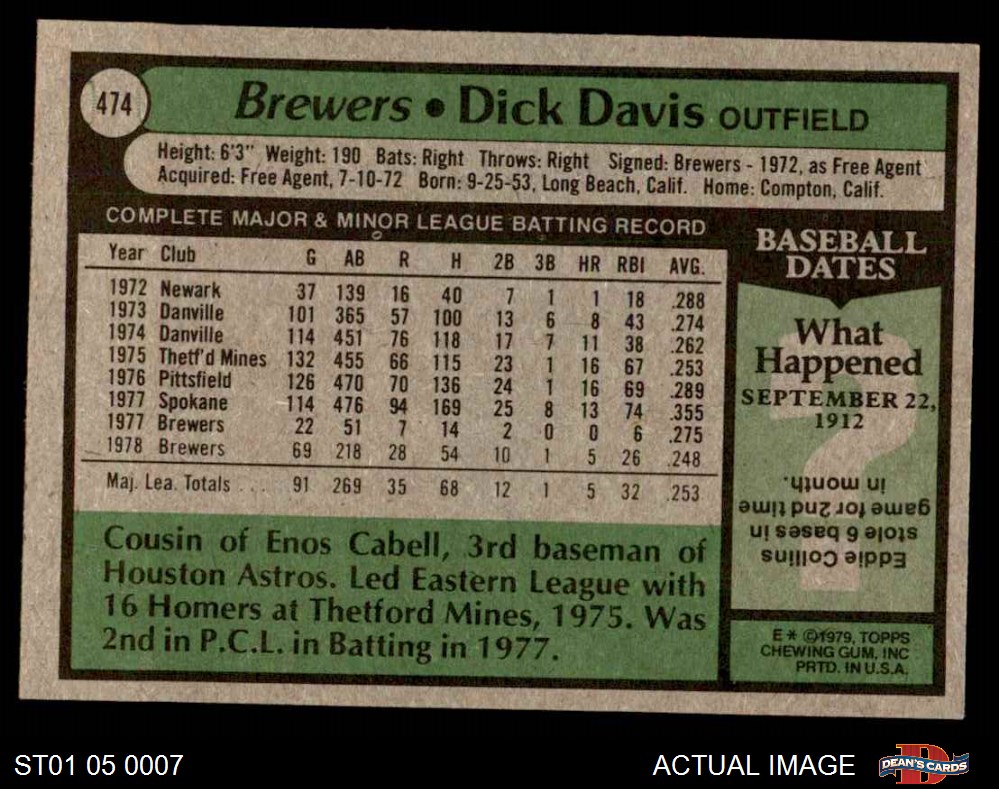 474
Brewers • Dick Davis OUTFIELD
Height: 6'3" Weight: 190 Bats: Right Throws: Right Signed: Brewers - 1972, as Free Agent
Acquired: Free Agent, 7-10-72 Born: 9-25-53, Long Beach, Calif. Home: Compton, Calif.
COMPLETE MAJOR & MINOR LEAGUE BATTING RECORD
Year Club G AB R H 2B 3B HR RBI AVG.
1972 Newark 37 139 16 40 7 1 1 18 .288
1973 Danville 101 365 57 100 13 6 8 43 .274
1974 Danville 114 451 76 118 17 7 11 38 .262
1975 Thetf'd Mines 132 455 66 115 23 1 16 67 .253
1976 Pittsfield 126 470 70 136 24 1 16 69 .289
1977 Spokane 114 476 94 169 25 8 13 74 .355
1977 Brewers 22 51 7 14 2 0 0 6 .275
1978 Brewers 69 218 28 54 10 1 5 26 .248
Maj. Lea. Totals . . . 91 269 35 68 12 1 5 32 .253
Cousin of Enos Cabell, 3rd baseman of
Houston Astros. Led Eastern League with
16 Homers at Thetford Mines, 1975. Was
2nd in P.C.L. in Batting in 1977.
BASEBALL
DATES
What
Happened
SEPTEMBER 22,
1912
?
Eddie Collins
stole 6 bases in
game for 2nd time
in month.
E * ©1979, TOPPS
CHEWING GUM, INC
PRTD. IN U.S.A.
ST01 05 0007
ACTUAL IMAGE
D
DEAN'S CARDS